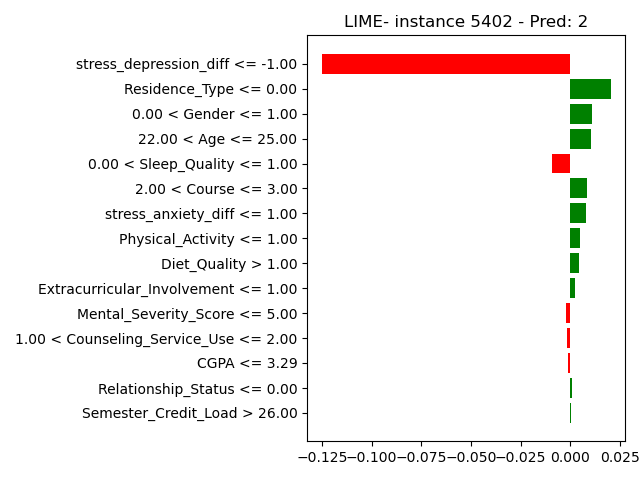 LIME- instance 5402 - Pred: 2
stress_depression_diff <= -1.00
Residence_Type <= 0.00
0.00 < Gender <= 1.00
22.00 < Age <= 25.00
0.00 < Sleep_Quality <= 1.00
2.00 < Course <= 3.00
stress_anxiety_diff <= 1.00
Physical_Activity <= 1.00
Diet_Quality > 1.00
Extracurricular_Involvement <= 1.00
Mental_Severity_Score <= 5.00
1.00 < Counseling_Service_Use <= 2.00
CGPA <= 3.29
Relationship_Status <= 0.00
Semester_Credit_Load > 26.00
−0.125 −0.100 −0.075 −0.050 −0.025 0.000 0.025